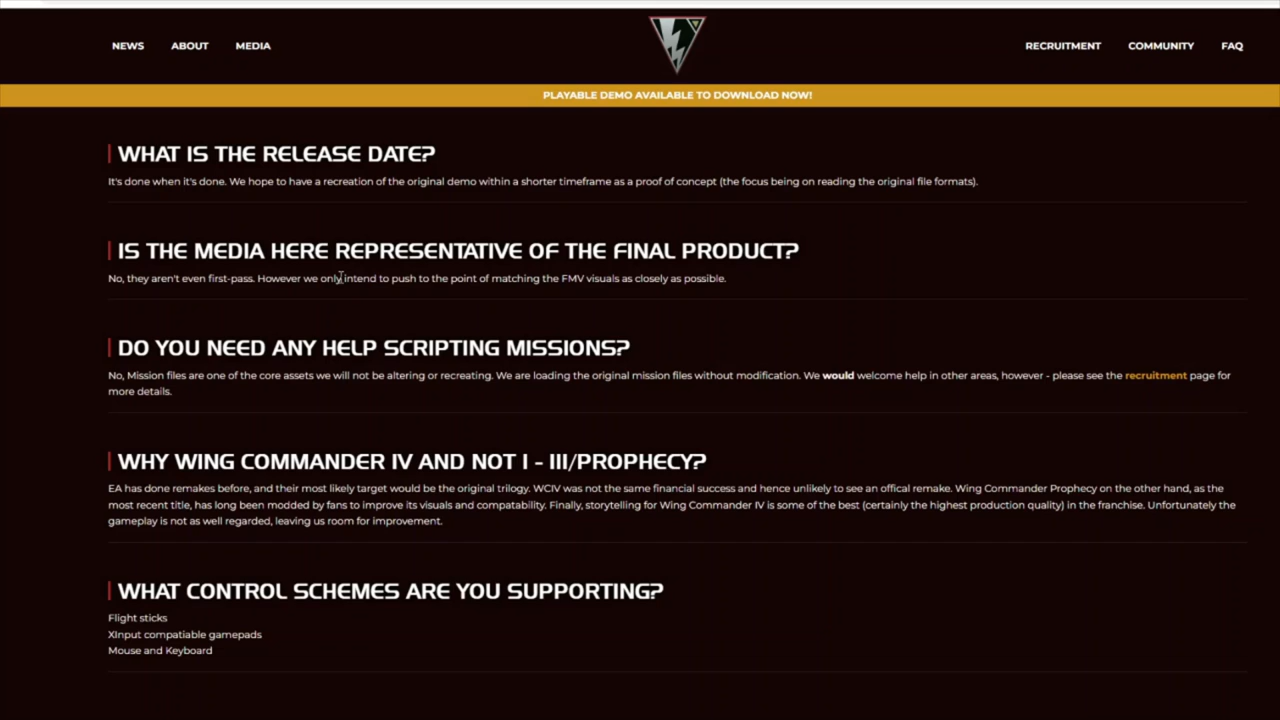 NEWS ABOUT MEDIA RECRUITMENT COMMUNITY FAQ
PLAYABLE DEMO AVAILABLE TO DOWNLOAD NOW!
WHAT IS THE RELEASE DATE?
It's done when it's done. We hope to have a recreation of the original demo within a shorter timeframe as a proof of concept (the focus being on reading the original file formats).
IS THE MEDIA HERE REPRESENTATIVE OF THE FINAL PRODUCT?
No, they aren't even first-pass. However we only intend to push to the point of matching the FMV visuals as closely as possible.
DO YOU NEED ANY HELP SCRIPTING MISSIONS?
No, Mission files are one of the core assets we will not be altering or recreating. We are loading the original mission files without modification. We would welcome help in other areas, however - please see the recruitment page for
more details.
WHY WING COMMANDER IV AND NOT I - III/PROPHECY?
EA has done remakes before, and their most likely target would be the original trilogy. WCIV was not the same financial success and hence unlikely to see an offical remake. Wing Commander Prophecy on the other hand, as the
most recent title, has long been modded by fans to improve its visuals and compatability. Finally, storytelling for Wing Commander IV is some of the best (certainly the highest production quality) in the franchise. Unfortunately the
gameplay is not as well regarded, leaving us room for improvement.
WHAT CONTROL SCHEMES ARE YOU SUPPORTING?
Flight sticks
XInput compatiable gamepads
Mouse and Keyboard